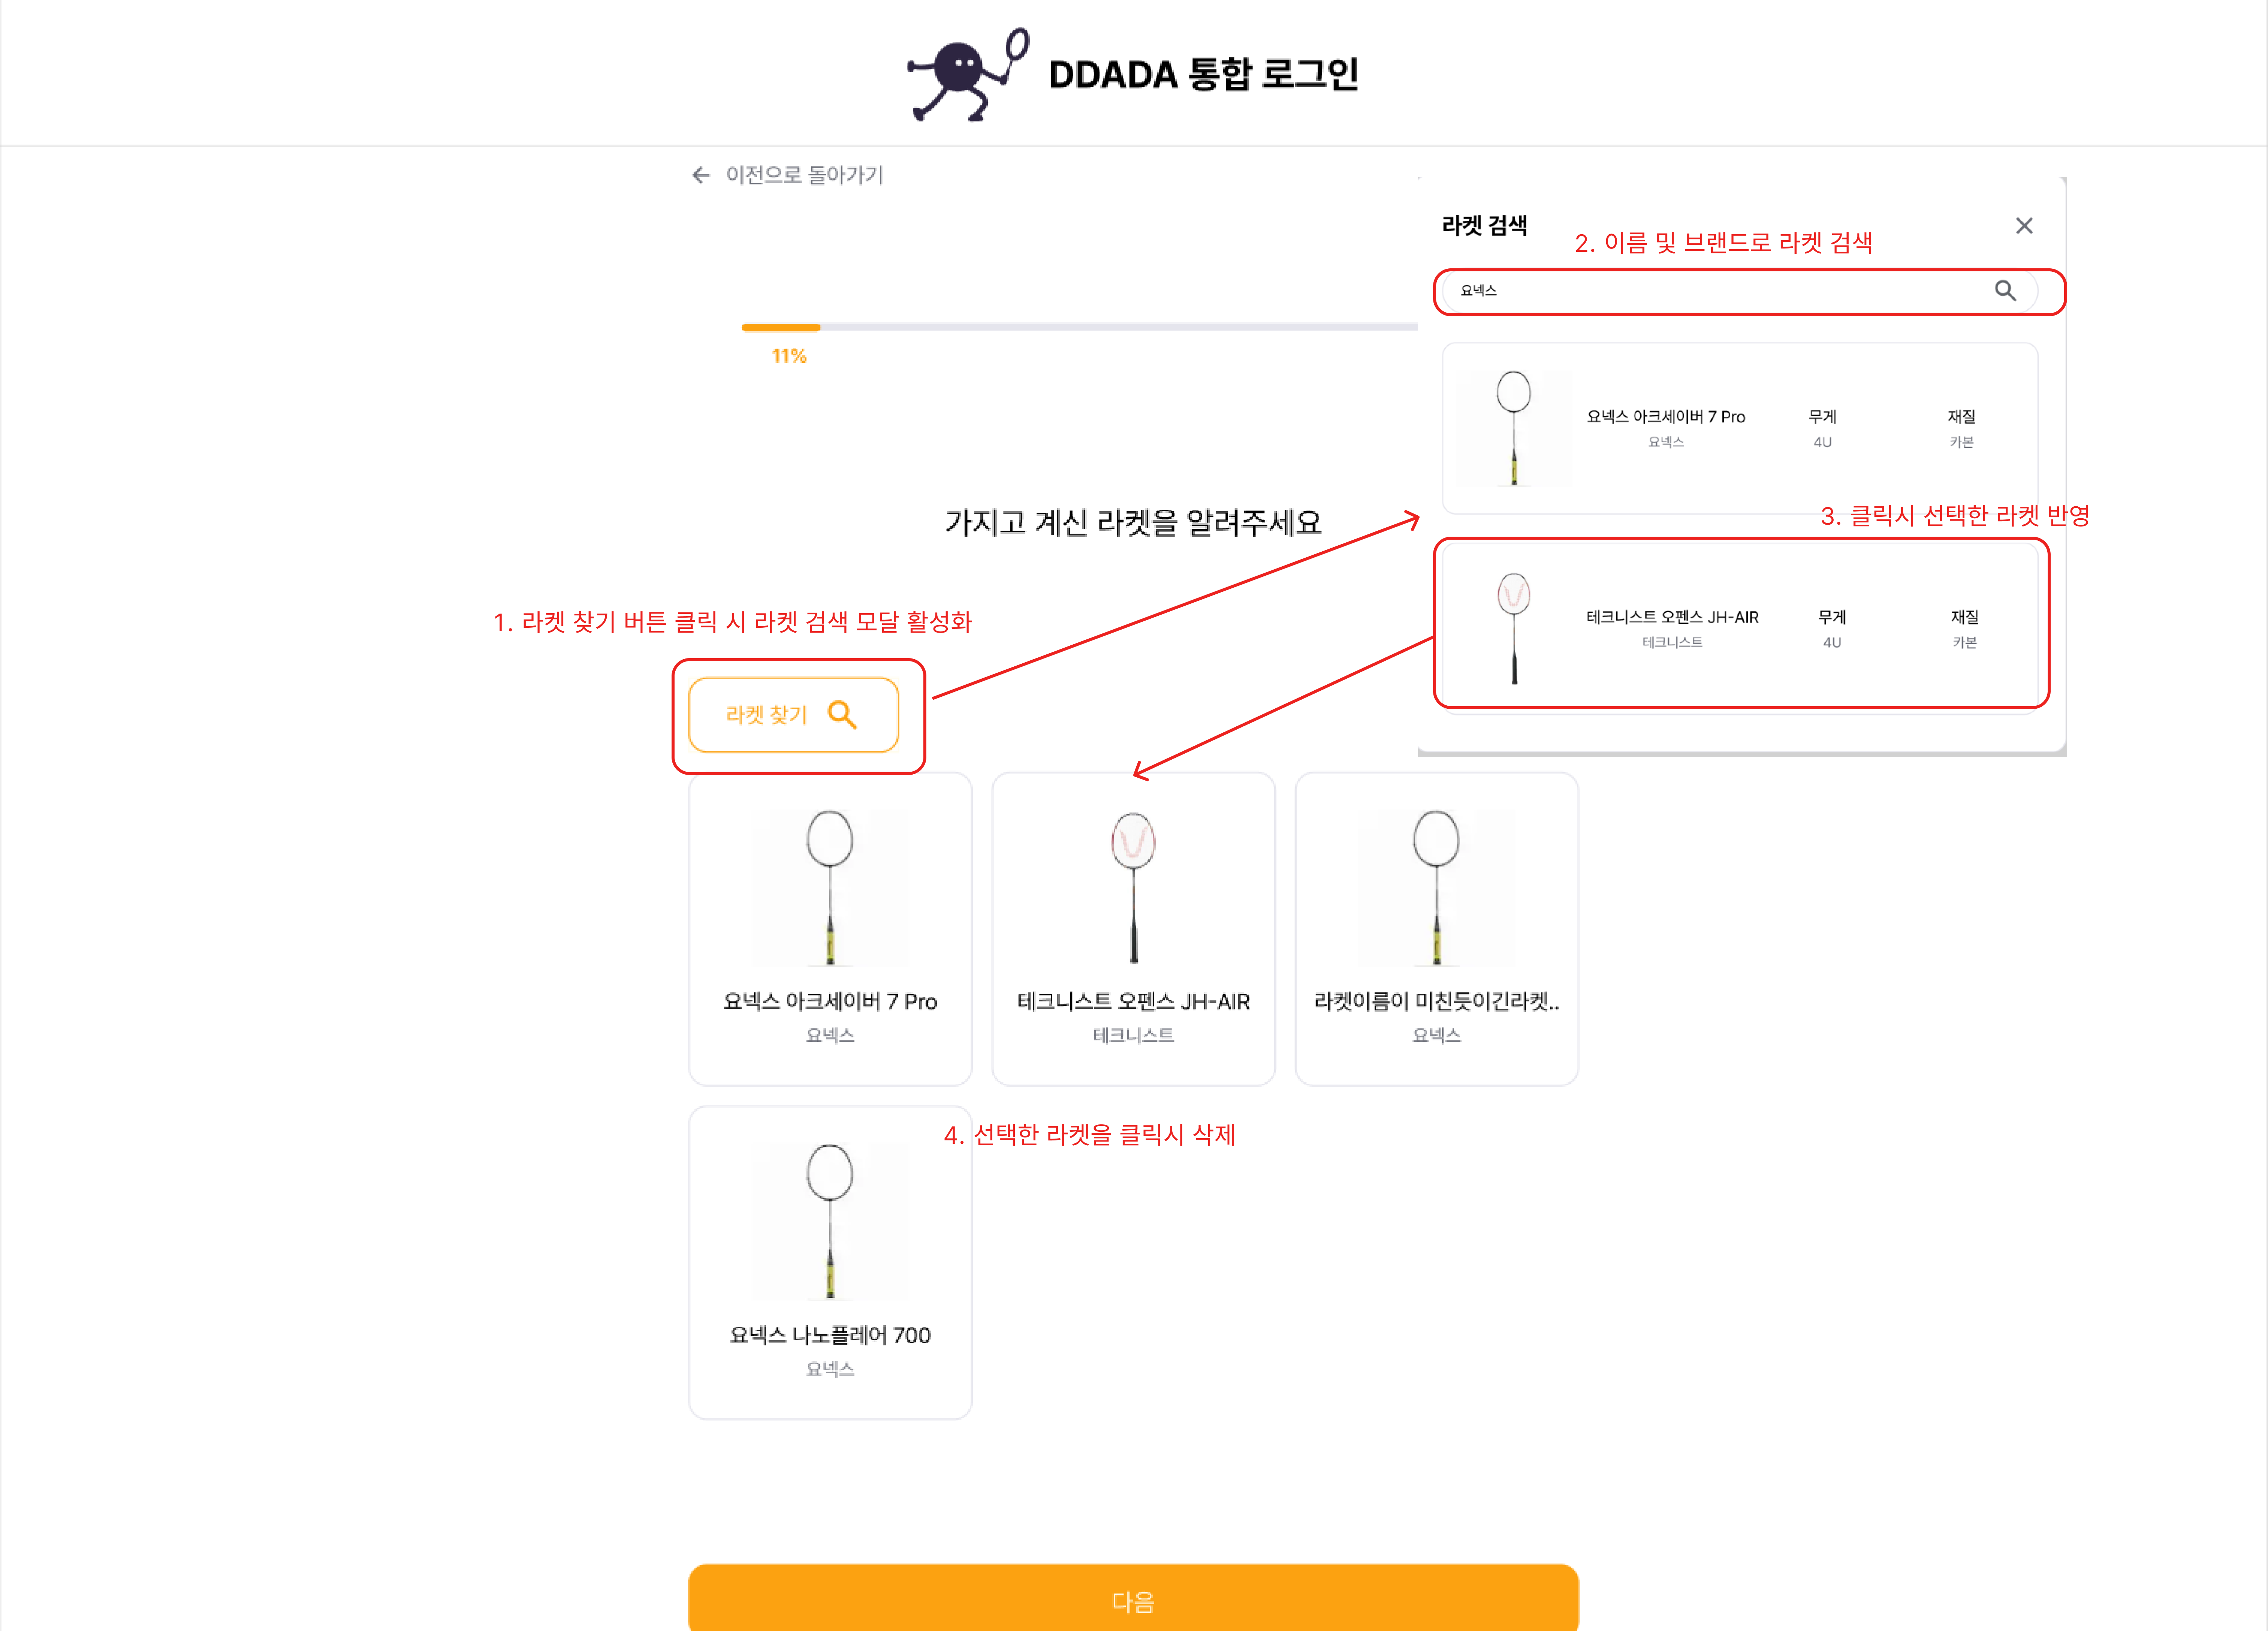 DDADA 통합 로그인
이전으로 돌아가기
11%
가지고 계신 라켓을 알려주세요
1. 라켓 찾기 버튼 클릭 시 라켓 검색 모달 활성화
라켓 찾기
라켓 검색
2. 이름 및 브랜드로 라켓 검색
요넥스
요넥스 아크세이버 7 Pro
요넥스
무게
4U
재질
카본
3. 클릭시 선택한 라켓 반영
테크니스트 오펜스 JH-AIR
테크니스트
무게
4U
재질
카본
요넥스 아크세이버 7 Pro
요넥스
테크니스트 오펜스 JH-AIR
테크니스트
라켓이름이 미친듯이긴라켓..
요넥스
4. 선택한 라켓을 클릭시 삭제
요넥스 나노플레어 700
요넥스
다음